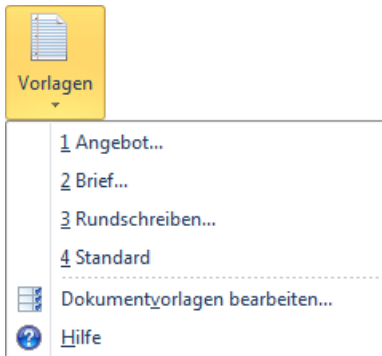 Vorlagen
1 Angebot...
2 Brief...
3 Rundschreiben...
4 Standard
Dokumentvorlagen bearbeiten...
Hilfe